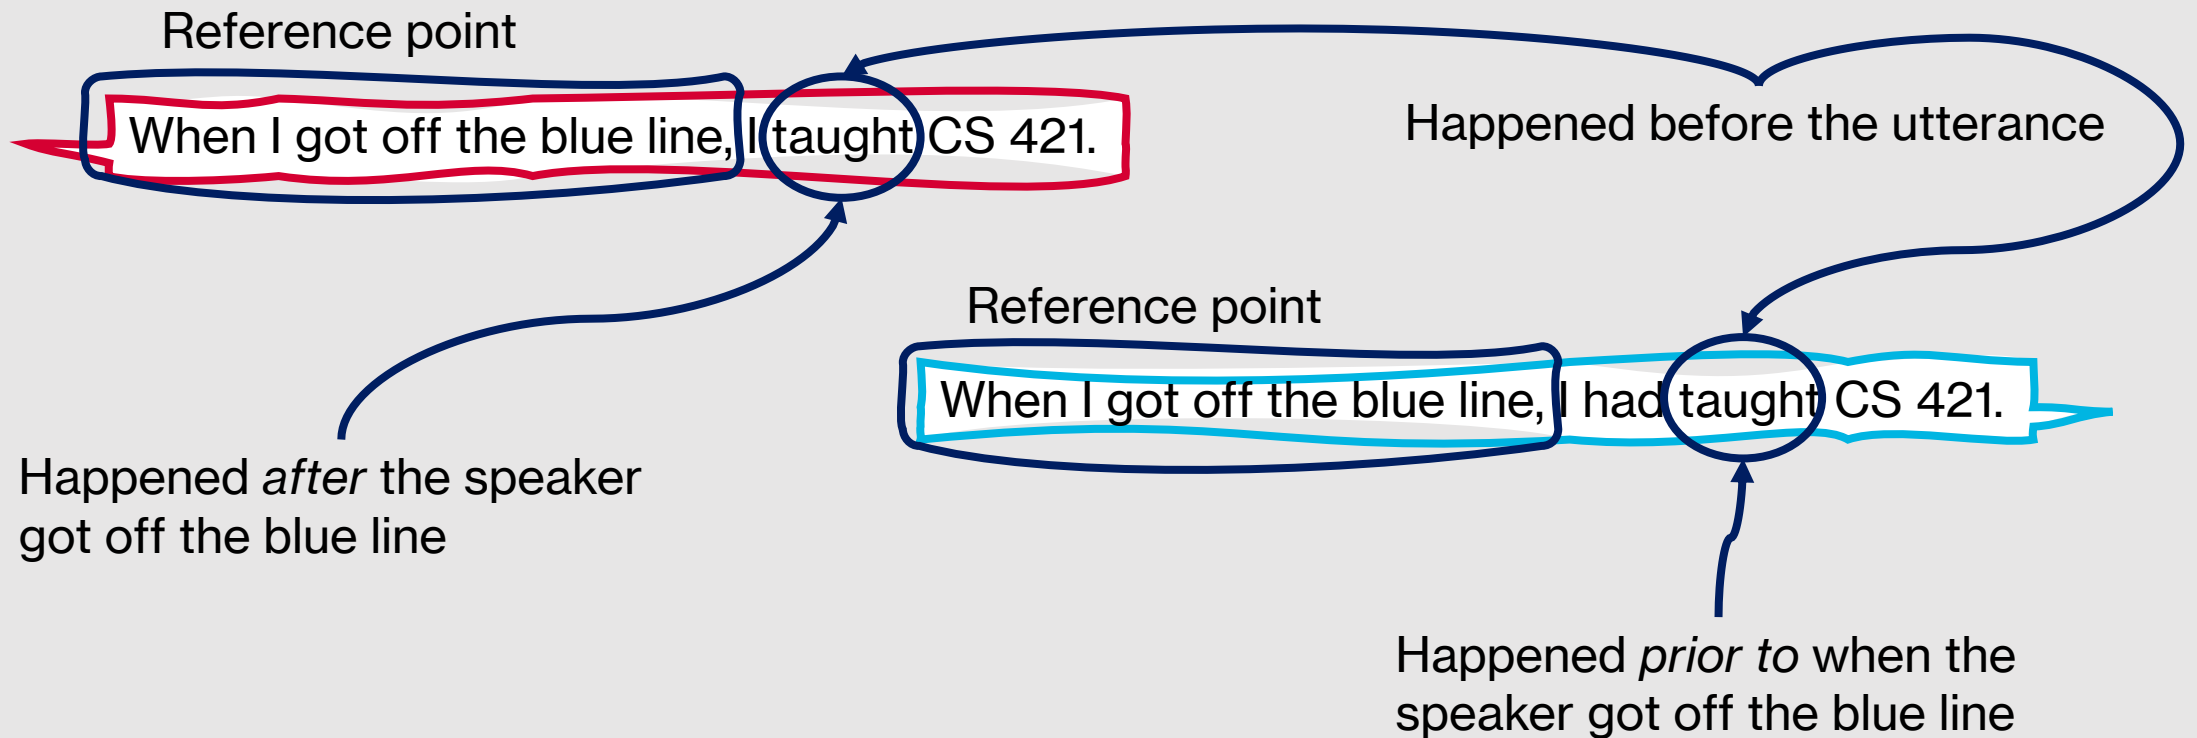 Reference point
When I got off the blue line, I taught CS 421.
Happened before the utterance
Reference point
When I got off the blue line, I had taught CS 421.
Happened after the speaker
got off the blue line
Happened prior to when the
speaker got off the blue line